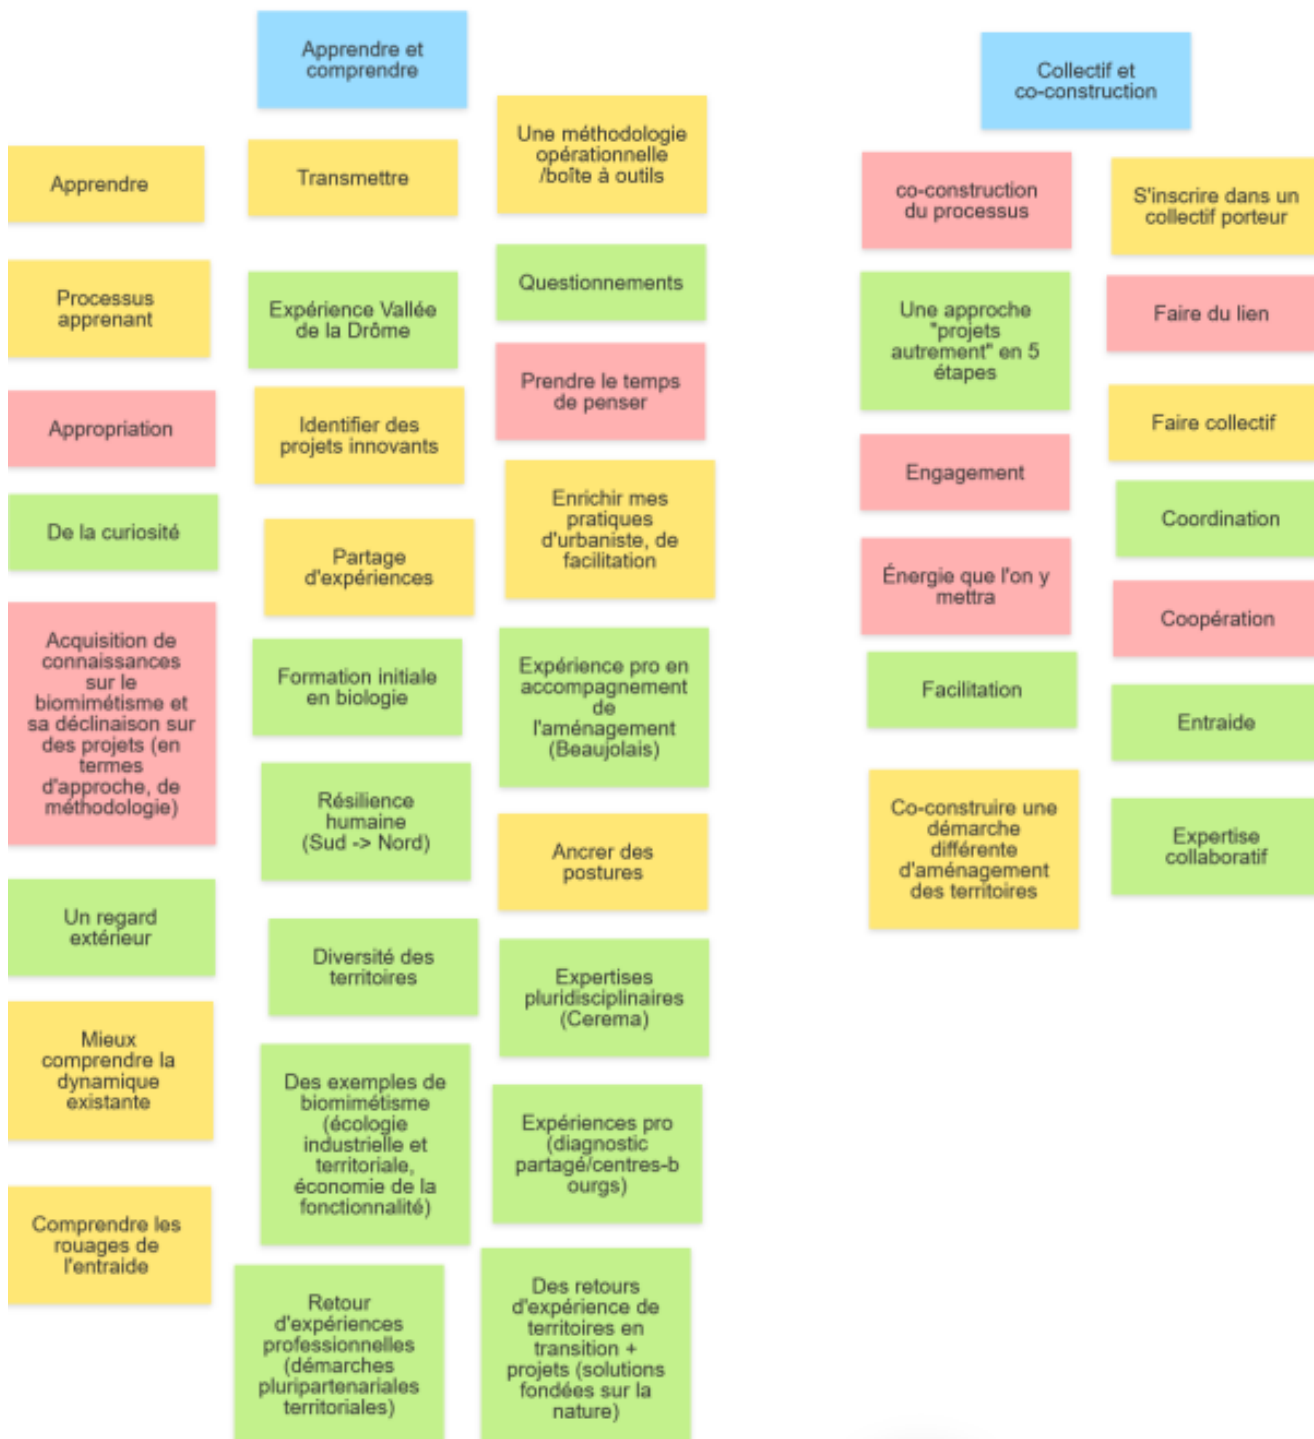 Apprendre et
comprendre
Apprendre
Processus
apprenant
Appropriation
De la curiosité
Acquisition de
connaissances
sur le
biomimétisme et
sa déclinaison sur
des projets (en
termes
d'approche, de
méthodologie)
Un regard
extérieur
Mieux
comprendre la
dynamique
existante
Comprendre les
rouages de
l'entraide
Transmettre
Expérience Vallée
de la Drôme
Identifier des
projets innovants
Partage
d'expériences
Formation initiale
en biologie
Résilience
humaine
(Sud -> Nord)
Diversité des
territoires
Des exemples de
biomimétisme
(écologie
industrielle et
territoriale,
économie de la
fonctionnalité)
Retour
d'expériences
professionnelles
(démarches
pluripartenariales
territoriales)
Une méthodologie
opérationnelle
/boîte à outils
Questionnements
Prendre le temps
de penser
Enrichir mes
pratiques
d'urbaniste, de
facilitation
Expérience pro en
accompagnement
de
l'aménagement
(Beaujolais)
Ancrer des
postures
Expertises
pluridisciplinaires
(Cerema)
Expériences pro
(diagnostic
partagé/centres-b
ourgs)
Des retours
d'expérience de
territoires en
transition +
projets (solutions
fondées sur la
nature)
Collectif et
co-construction
co-construction
du processus
Une approche
"projets
autrement" en 5
étapes
Engagement
Énergie que l'on y
mettra
Facilitation
Co-construire une
démarche
différente
d'aménagement
des territoires
S'inscrire dans un
collectif porteur
Faire du lien
Faire collectif
Coordination
Coopération
Entraide
Expertise
collaboratif